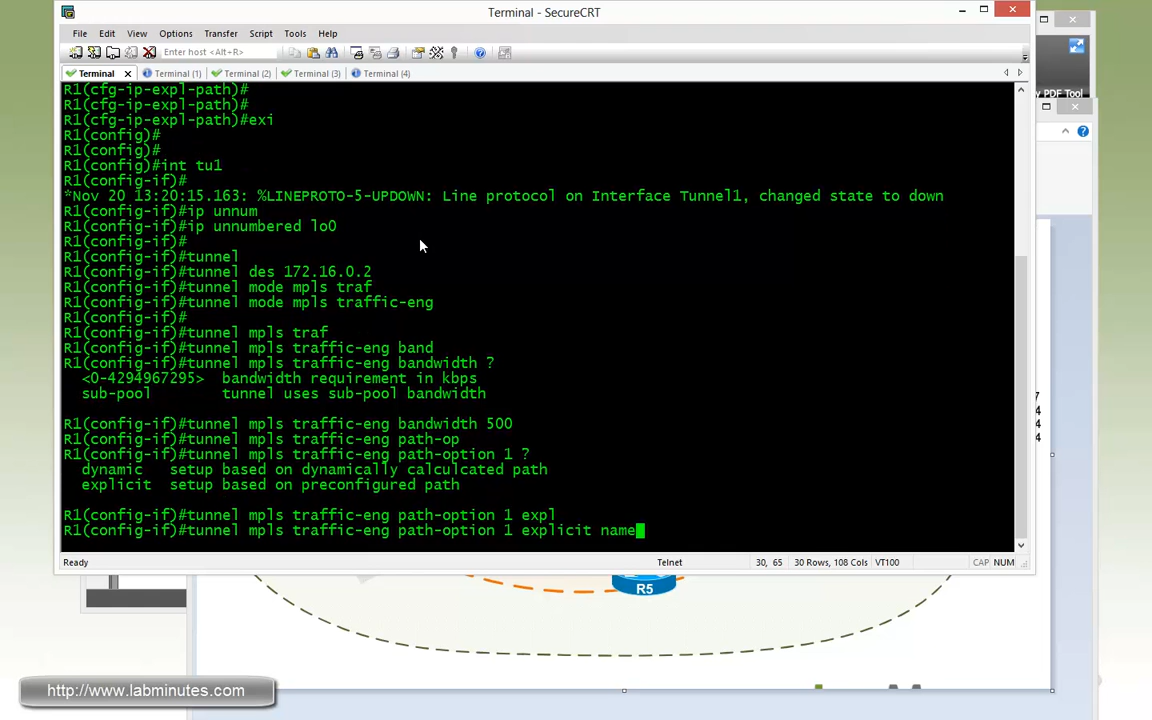 Terminal - SecureCRT
File Edit View Options Transfer Script Tools Help
Enter host <Alt+R>
Terminal Terminal (1) Terminal (2) Terminal (3) Terminal (4)
R1(cfg-ip-expl-path)#
R1(cfg-ip-expl-path)#
R1(cfg-ip-expl-path)#exi
R1(config)#
R1(config)#
R1(config)#int tu1
R1(config-if)#
*Nov 20 13:20:15.163: %LINEPROTO-5-UPDOWN: Line protocol on Interface Tunnel1, changed state to down
R1(config-if)#ip unnum
R1(config-if)#ip unnumbered lo0
R1(config-if)#
R1(config-if)#tunnel
R1(config-if)#tunnel des 172.16.0.2
R1(config-if)#tunnel mode mpls traf
R1(config-if)#tunnel mode mpls traffic-eng
R1(config-if)#
R1(config-if)#tunnel mpls traf
R1(config-if)#tunnel mpls traffic-eng band
R1(config-if)#tunnel mpls traffic-eng bandwidth ?
<0-4294967295> bandwidth requirement in kbps
sub-pool tunnel uses sub-pool bandwidth
R1(config-if)#tunnel mpls traffic-eng bandwidth 500
R1(config-if)#tunnel mpls traffic-eng path-op
R1(config-if)#tunnel mpls traffic-eng path-option 1 ?
dynamic setup based on dynamically calculcated path
explicit setup based on preconfigured path
R1(config-if)#tunnel mpls traffic-eng path-option 1 expl
R1(config-if)#tunnel mpls traffic-eng path-option 1 explicit name
Ready Telnet 30, 65 30 Rows, 108 Cols VT100 CAP NUM
y PDF Tool
7
4
4
4
R5
http://www.labminutes.com